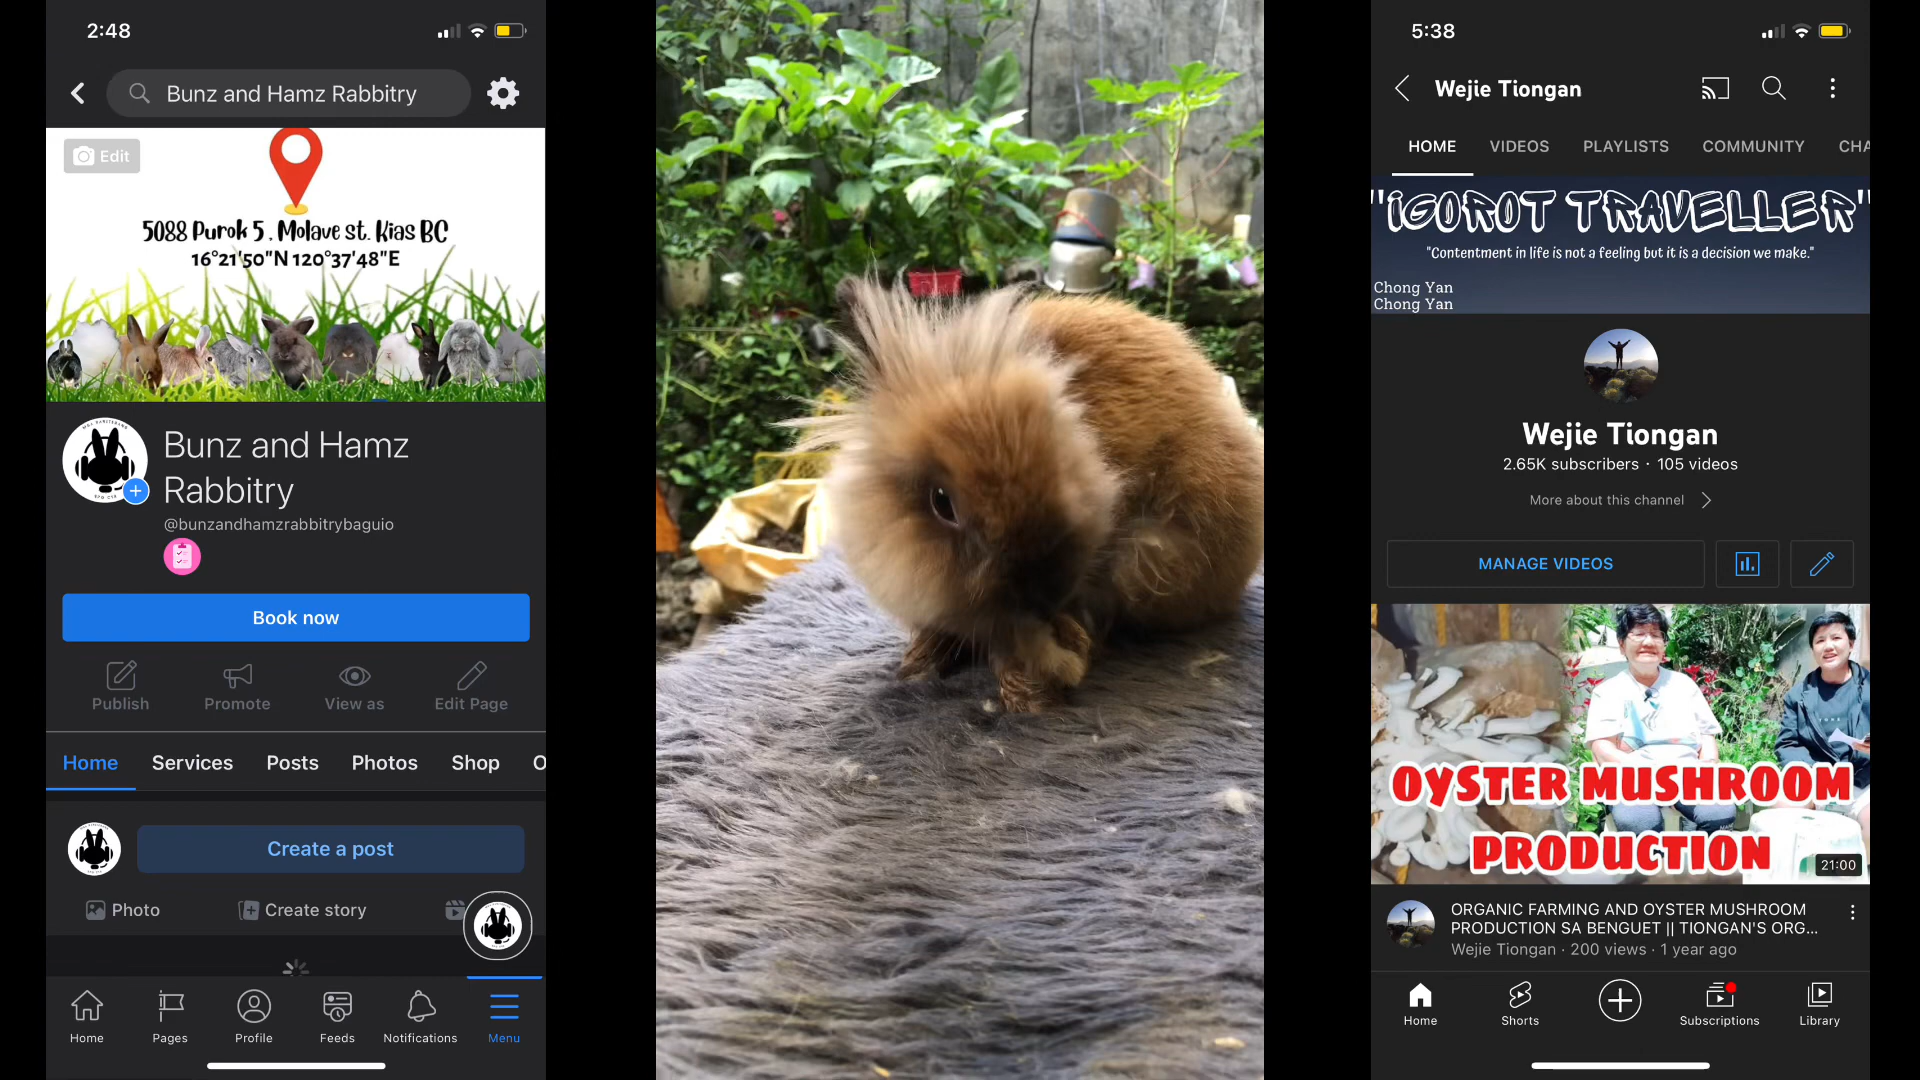 2:48
Bunz and Hamz Rabbitry
Edit
5088 Purok 5 , Molave st. Kias BC
16°21'50"N 120°37'48"E
Bunz and Hamz
Rabbitry
@bunzandhamzrabbitrybaguio
Book now
Publish
Promote
View as
Edit Page
Home
Services
Posts
Photos
Shop
O
Create a post
Photo
Create story
Home
Pages
Profile
Feeds
Notifications
Menu
5:38
Wejie Tiongan
HOME
VIDEOS
PLAYLISTS
COMMUNITY
CHA
"IGOROT TRAVELLER"
"Contentment in life is not a feeling but it is a decision we make."
Chong Yan
Chong Yan
Wejie Tiongan
2.65K subscribers · 105 videos
More about this channel
MANAGE VIDEOS
OYSTER MUSHROOM
PRODUCTION
21:00
ORGANIC FARMING AND OYSTER MUSHROOM
PRODUCTION SA BENGUET || TIONGAN'S ORG...
Wejie Tiongan · 200 views · 1 year ago
Home
Shorts
Subscriptions
Library